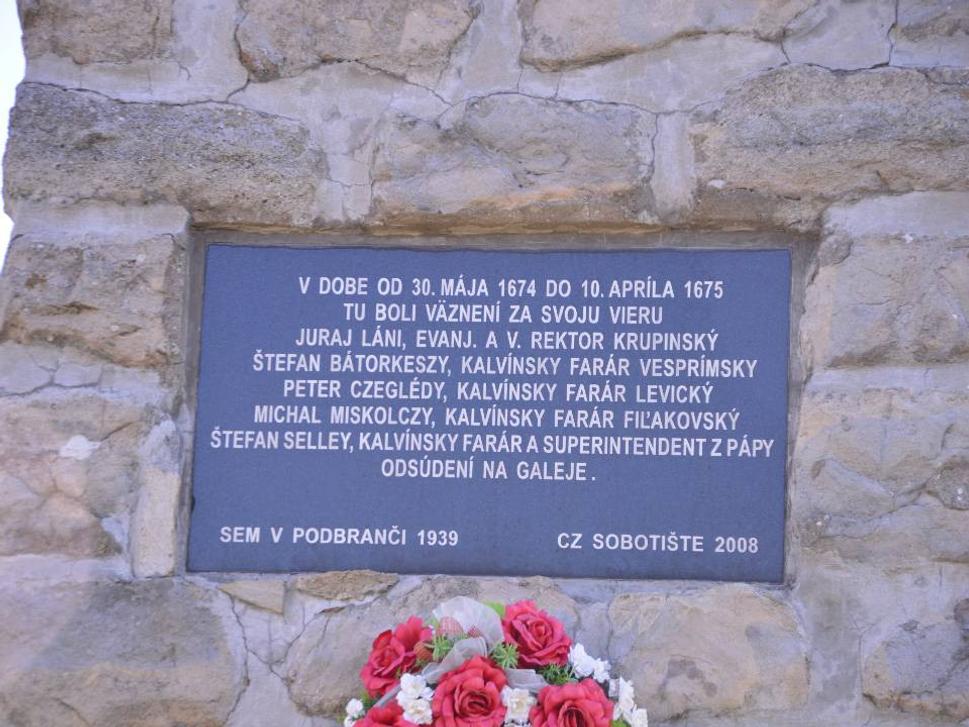 V DOBE OD 30. MÁJA 1674 DO 10. APRÍLA 1675
TU BOLI VÄZNENÍ ZA SVOJU VIERU
JURAJ LÁNI, EVANJ. A V. REKTOR KRUPINSKÝ
ŠTEFAN BÁTORKESZY, KALVÍNSKY FARÁR VESPRÍMSKY
PETER CZEGLÉDY, KALVÍNSKY FARÁR LEVICKÝ
MICHAL MISKOLCZY, KALVÍNSKY FARÁR FIĽAKOVSKÝ
ŠTEFAN SELLEY, KALVÍNSKY FARÁR A SUPERINTENDENT Z PÁPY
ODSÚDENÍ NA GALEJE.
SEM V PODBRANČI 1939 CZ SOBOTIŠTE 2008